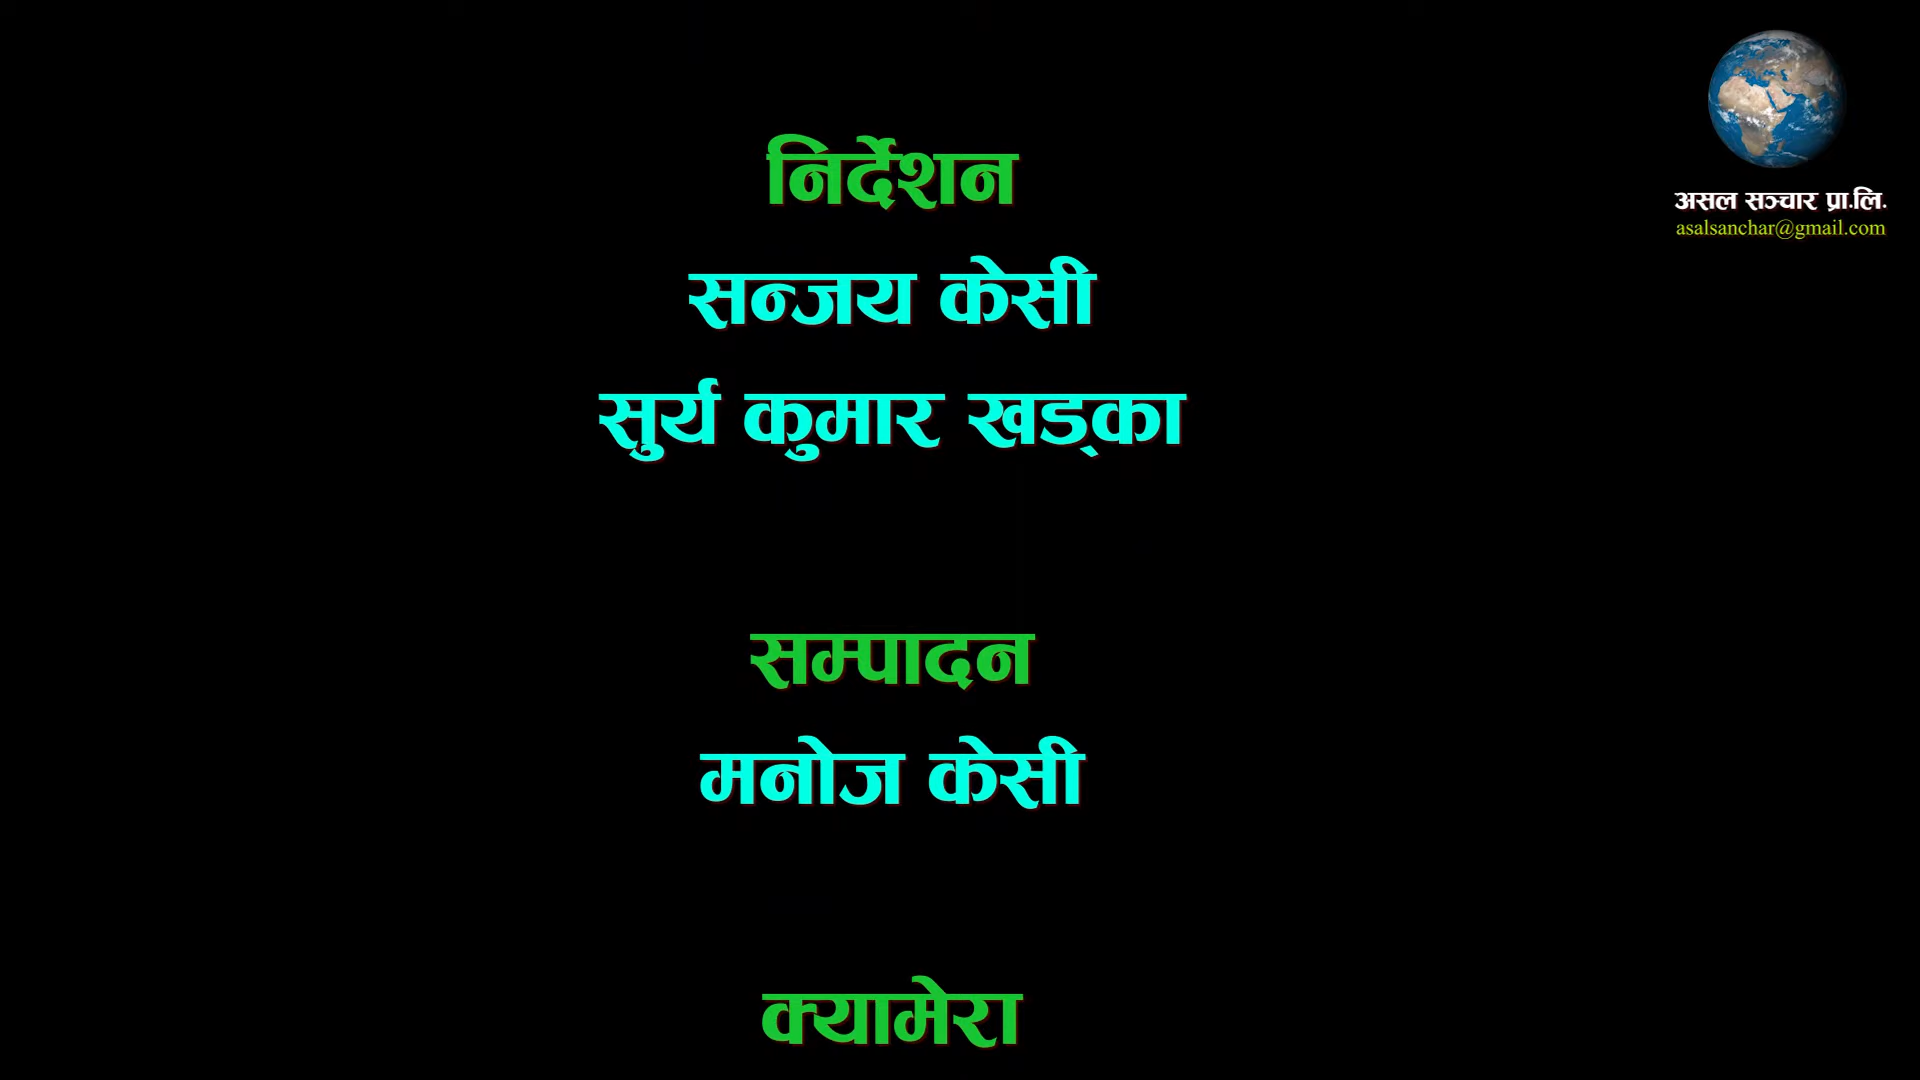 निर्देशन
सन्जय केसी
सुर्य कुमार खड्का
सम्पादन
मनोज केसी
क्यामेरा
असल सञ्चार प्रा.लि.
asalsanchar@gmail.com